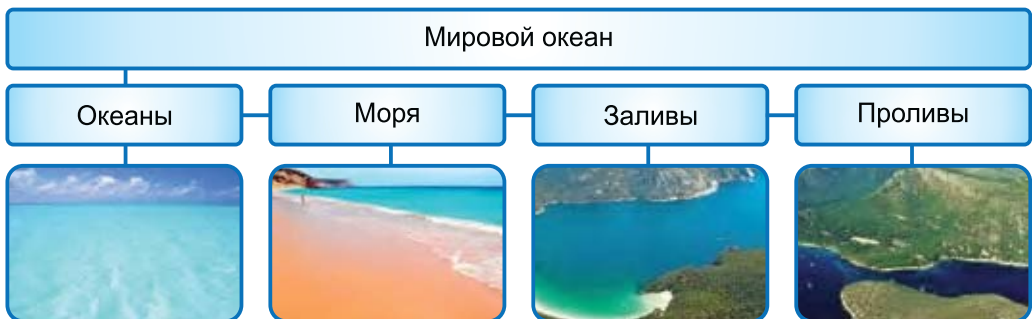 Мировой океан
Океаны
Моря
Заливы
Проливы